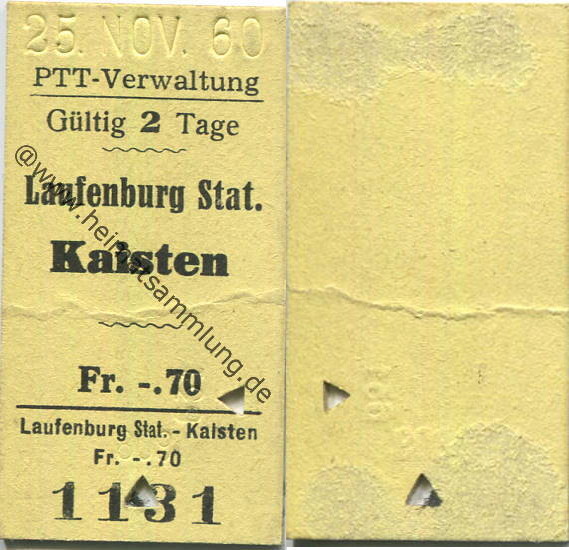 25. NOV. 60
PTT-Verwaltung
Gültig 2 Tage
Laufenburg Stat.
Kaisten
Fr. -.70
Laufenburg Stat. - Kaisten
Fr. -.70
1131
@www.heimatsammlung.de